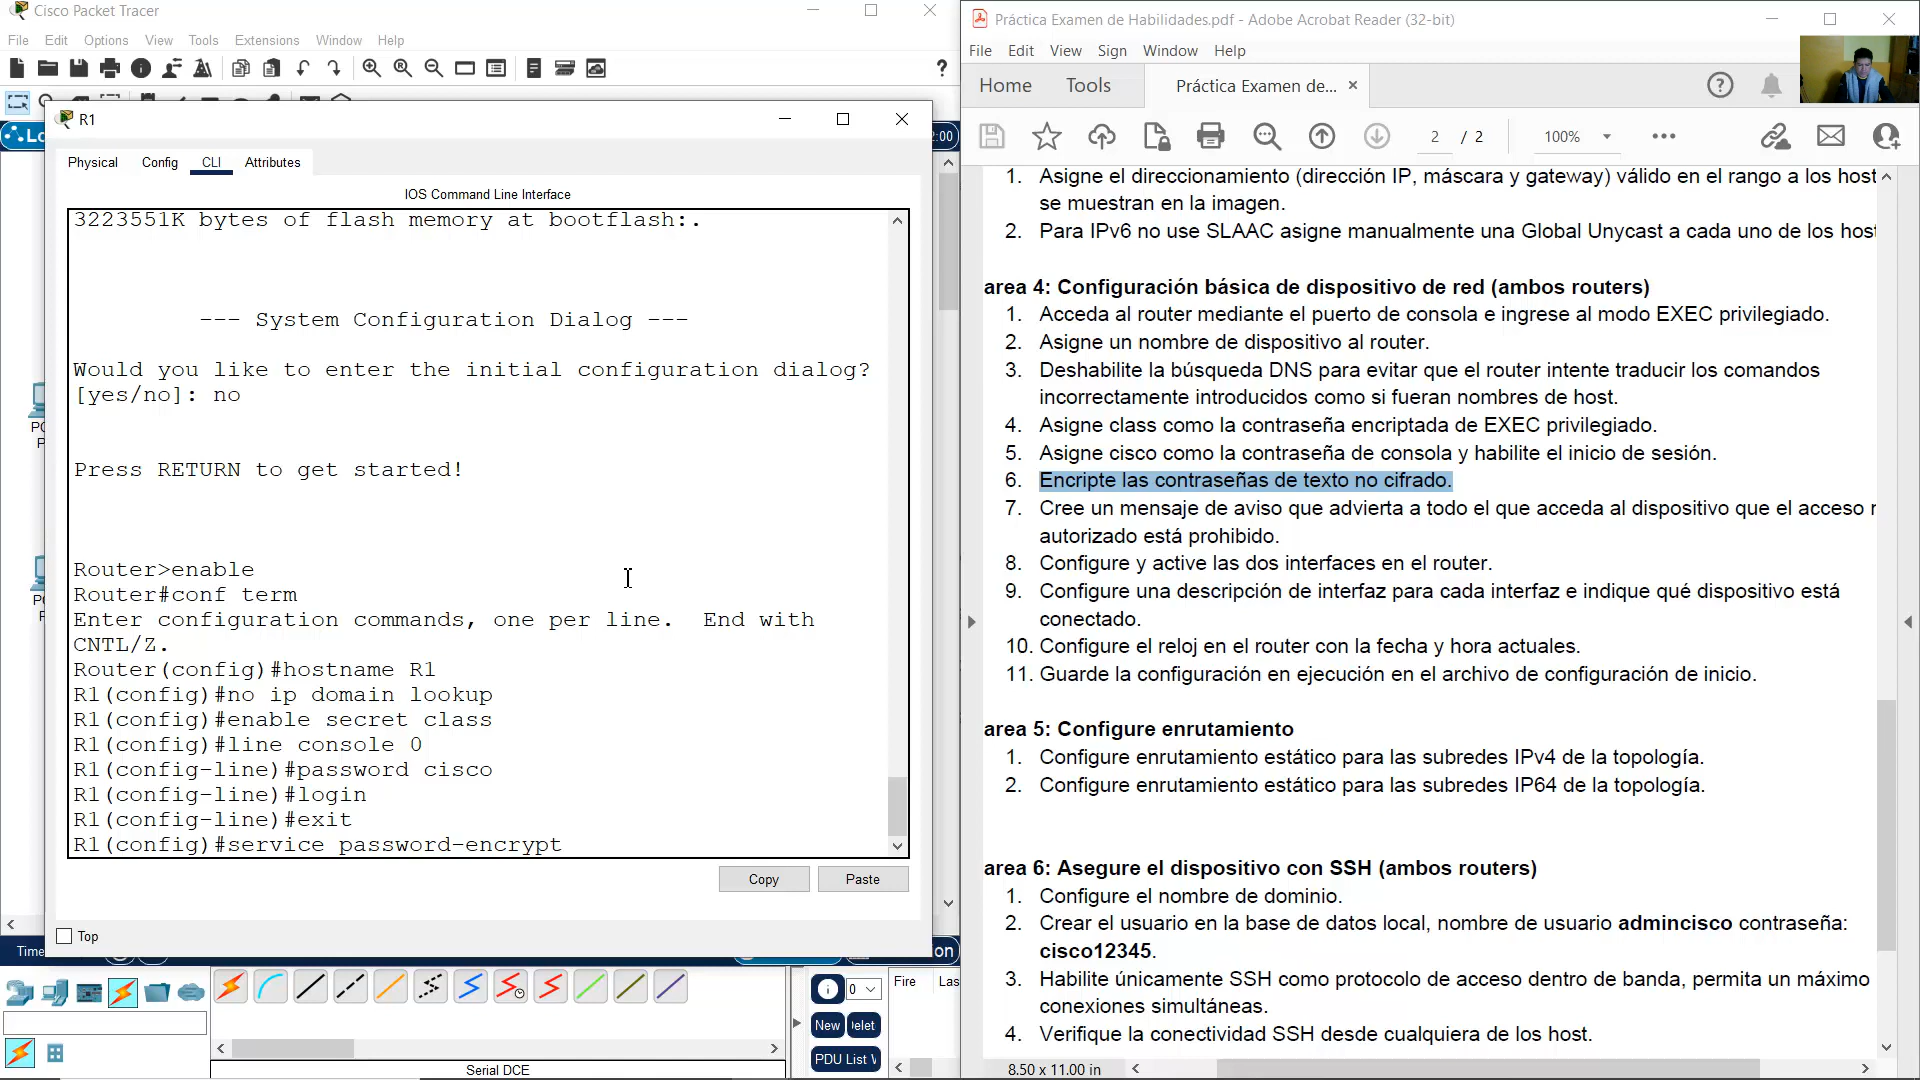 Cisco Packet Tracer
File Edit Options View Tools Extensions Window Help
R1
2:00
Physical Config CLI Attributes
IOS Command Line Interface
3223551K bytes of flash memory at bootflash:.
--- System Configuration Dialog ---
Would you like to enter the initial configuration dialog?
[yes/no]: no
Press RETURN to get started!
Router>enable
Router#conf term
Enter configuration commands, one per line.  End with
CNTL/Z.
Router(config)#hostname R1
R1(config)#no ip domain lookup
R1(config)#enable secret class
R1(config)#line console 0
R1(config-line)#password cisco
R1(config-line)#login
R1(config-line)#exit
R1(config)#service password-encrypt
Copy Paste
Top
Time
0
Fire Las
New elet
PDU List
Serial DCE
Práctica Examen de Habilidades.pdf - Adobe Acrobat Reader (32-bit)
File Edit View Sign Window Help
Home Tools Práctica Examen de...
2 / 2 100%
1. Asigne el direccionamiento (dirección IP, máscara y gateway) válido en el rango a los host
se muestran en la imagen.
2. Para IPv6 no use SLAAC asigne manualmente una Global Unycast a cada uno de los host
area 4: Configuración básica de dispositivo de red (ambos routers)
1. Acceda al router mediante el puerto de consola e ingrese al modo EXEC privilegiado.
2. Asigne un nombre de dispositivo al router.
3. Deshabilite la búsqueda DNS para evitar que el router intente traducir los comandos
incorrectamente introducidos como si fueran nombres de host.
4. Asigne class como la contraseña encriptada de EXEC privilegiado.
5. Asigne cisco como la contraseña de consola y habilite el inicio de sesión.
6. Encripte las contraseñas de texto no cifrado.
7. Cree un mensaje de aviso que advierta a todo el que acceda al dispositivo que el acceso
autorizado está prohibido.
8. Configure y active las dos interfaces en el router.
9. Configure una descripción de interfaz para cada interfaz e indique qué dispositivo está
conectado.
10. Configure el reloj en el router con la fecha y hora actuales.
11. Guarde la configuración en ejecución en el archivo de configuración de inicio.
area 5: Configure enrutamiento
1. Configure enrutamiento estático para las subredes IPv4 de la topología.
2. Configure enrutamiento estático para las subredes IP64 de la topología.
area 6: Asegure el dispositivo con SSH (ambos routers)
1. Configure el nombre de dominio.
2. Crear el usuario en la base de datos local, nombre de usuario admincisco contraseña:
cisco12345.
3. Habilite únicamente SSH como protocolo de acceso dentro de banda, permita un máximo
conexiones simultáneas.
4. Verifique la conectividad SSH desde cualquiera de los host.
8.50 x 11.00 in